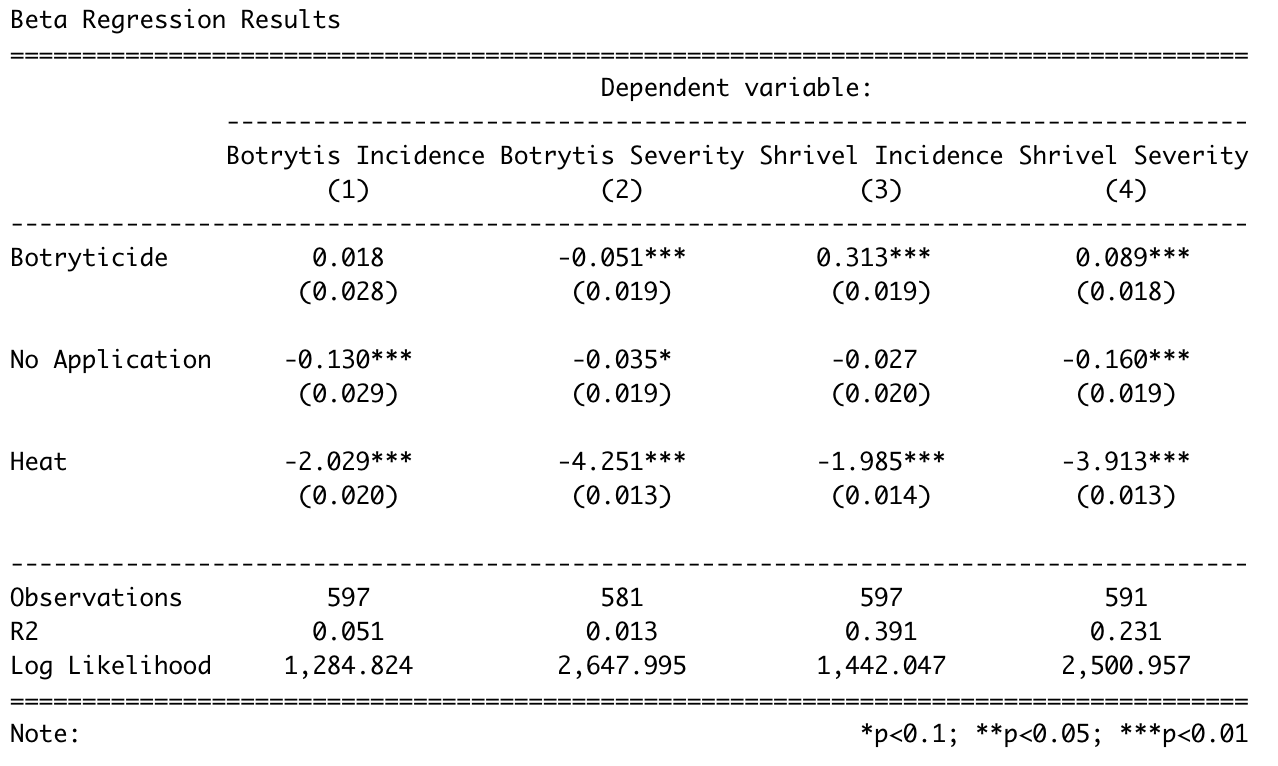 Beta Regression Results
======================================================================================
Dependent variable:
-----------------------------------------------------------------------
Botrytis Incidence Botrytis Severity Shrivel Incidence Shrivel Severity
(1) (2) (3) (4)
--------------------------------------------------------------------------------------
Botryticide 0.018 -0.051*** 0.313*** 0.089***
(0.028) (0.019) (0.019) (0.018)
No Application -0.130*** -0.035* -0.027 -0.160***
(0.029) (0.019) (0.020) (0.019)
Heat -2.029*** -4.251*** -1.985*** -3.913***
(0.020) (0.013) (0.014) (0.013)
--------------------------------------------------------------------------------------
Observations 597 581 597 591
R2 0.051 0.013 0.391 0.231
Log Likelihood 1,284.824 2,647.995 1,442.047 2,500.957
======================================================================================
Note: *p<0.1; **p<0.05; ***p<0.01